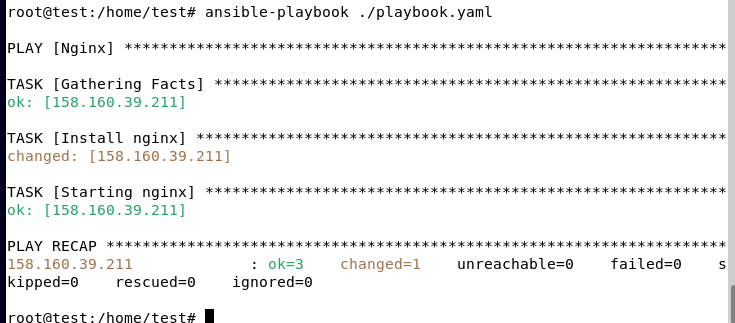 root@test:/home/test# ansible-playbook ./playbook.yaml
PLAY [Nginx] *******************************************************************
TASK [Gathering Facts] *********************************************************
ok: [158.160.39.211]
TASK [Install nginx] ***********************************************************
changed: [158.160.39.211]
TASK [Starting nginx] **********************************************************
ok: [158.160.39.211]
PLAY RECAP *********************************************************************
158.160.39.211             : ok=3    changed=1    unreachable=0    failed=0    s
kipped=0    rescued=0    ignored=0
root@test:/home/test#